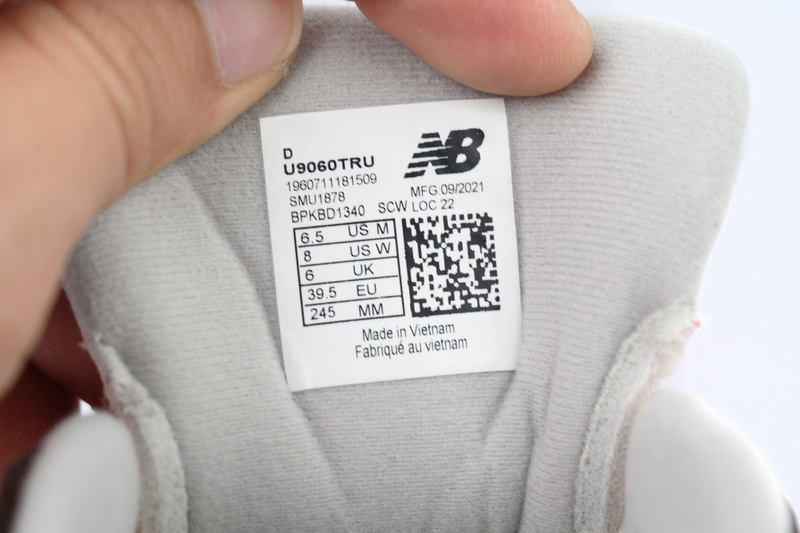 D
U9060TRU
NB
1960711181509
SMU1878
MFG.09/2021
BPKBD1340 SCW LOC 22
6.5 US M
8 US W
6 UK
39.5 EU
245 MM
Made in Vietnam
Fabriqué au vietnam